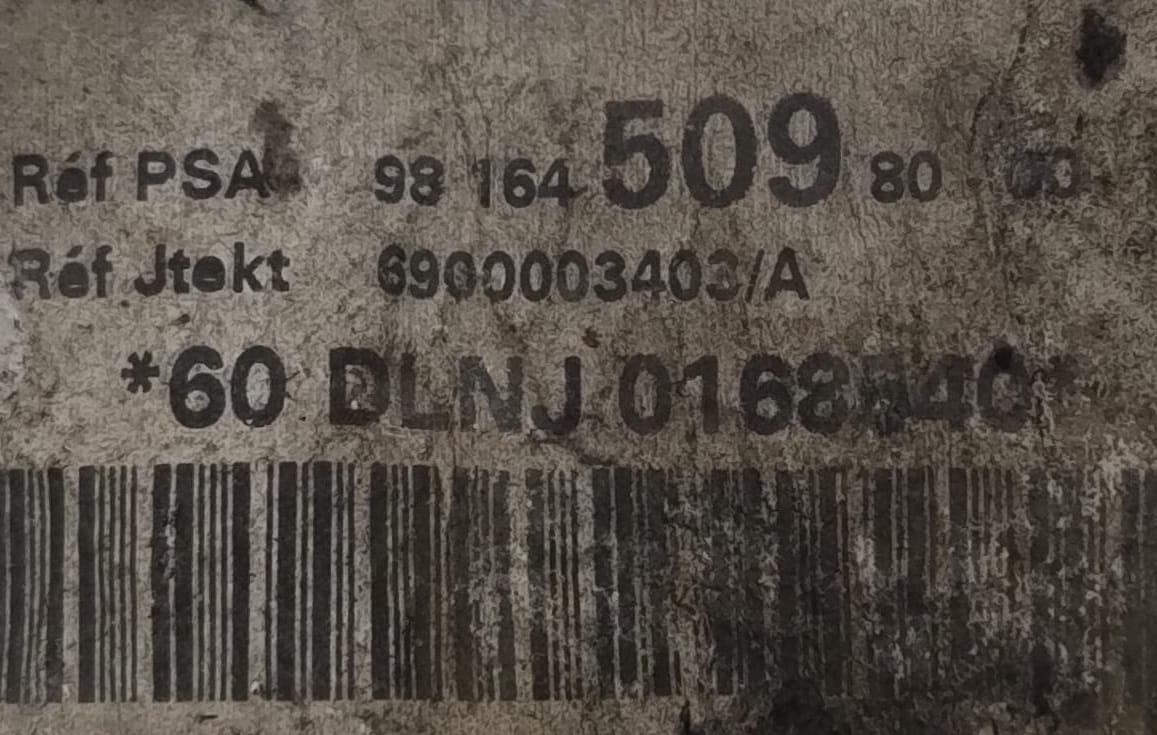 Réf PSA 98 164 509 80
Réf Jtekt 6900003403/A
*60 DLNJ